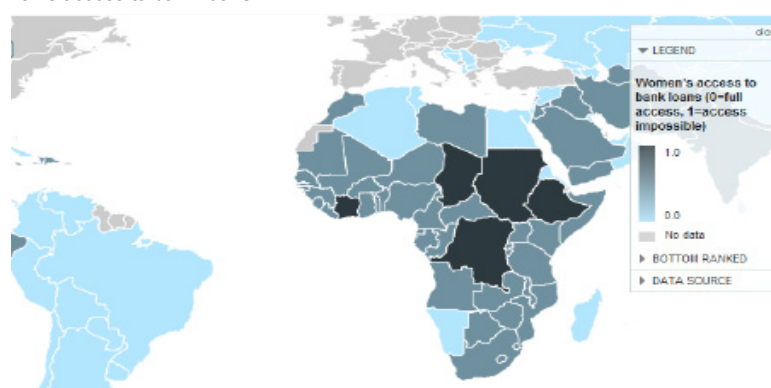 clo
LEGEND
Women's access to
bank loans (0=full
access, 1=access
impossible)
1.0
0.0
No data
BOTTOM RANKED
DATA SOURCE